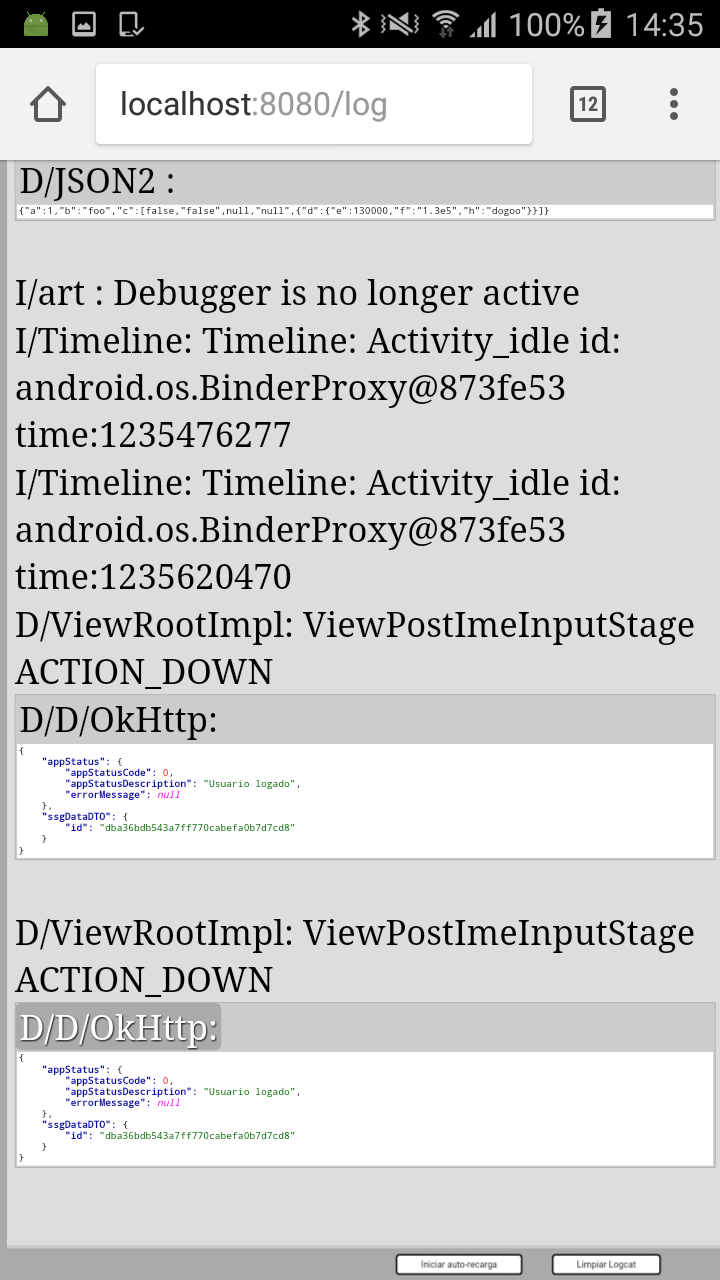 100% 14:35
localhost:8080/log
12
D/JSON2 :
{"a":1,"b":"foo","c":[false,"false",null,"null",{"d":{"e":130000,"f":"1.3e5","h":"dogoo"}}]}
I/art : Debugger is no longer active
I/Timeline: Timeline: Activity_idle id:
android.os.BinderProxy@873fe53
time:1235476277
I/Timeline: Timeline: Activity_idle id:
android.os.BinderProxy@873fe53
time:1235620470
D/ViewRootImpl: ViewPostImeInputStage
ACTION_DOWN
D/D/OkHttp:
{
"appStatus": {
"appStatusCode": 0,
"appStatusDescription": "Usuario logado",
"errorMessage": null
},
"ssgDataDTO": {
"id": "dba36bdb543a7ff770cabefa0b7d7cd8"
}
}
D/ViewRootImpl: ViewPostImeInputStage
ACTION_DOWN
D/D/OkHttp:
{
"appStatus": {
"appStatusCode": 0,
"appStatusDescription": "Usuario logado",
"errorMessage": null
},
"ssgDataDTO": {
"id": "dba36bdb543a7ff770cabefa0b7d7cd8"
}
}
Iniciar auto-recarga Limpiar Logcat